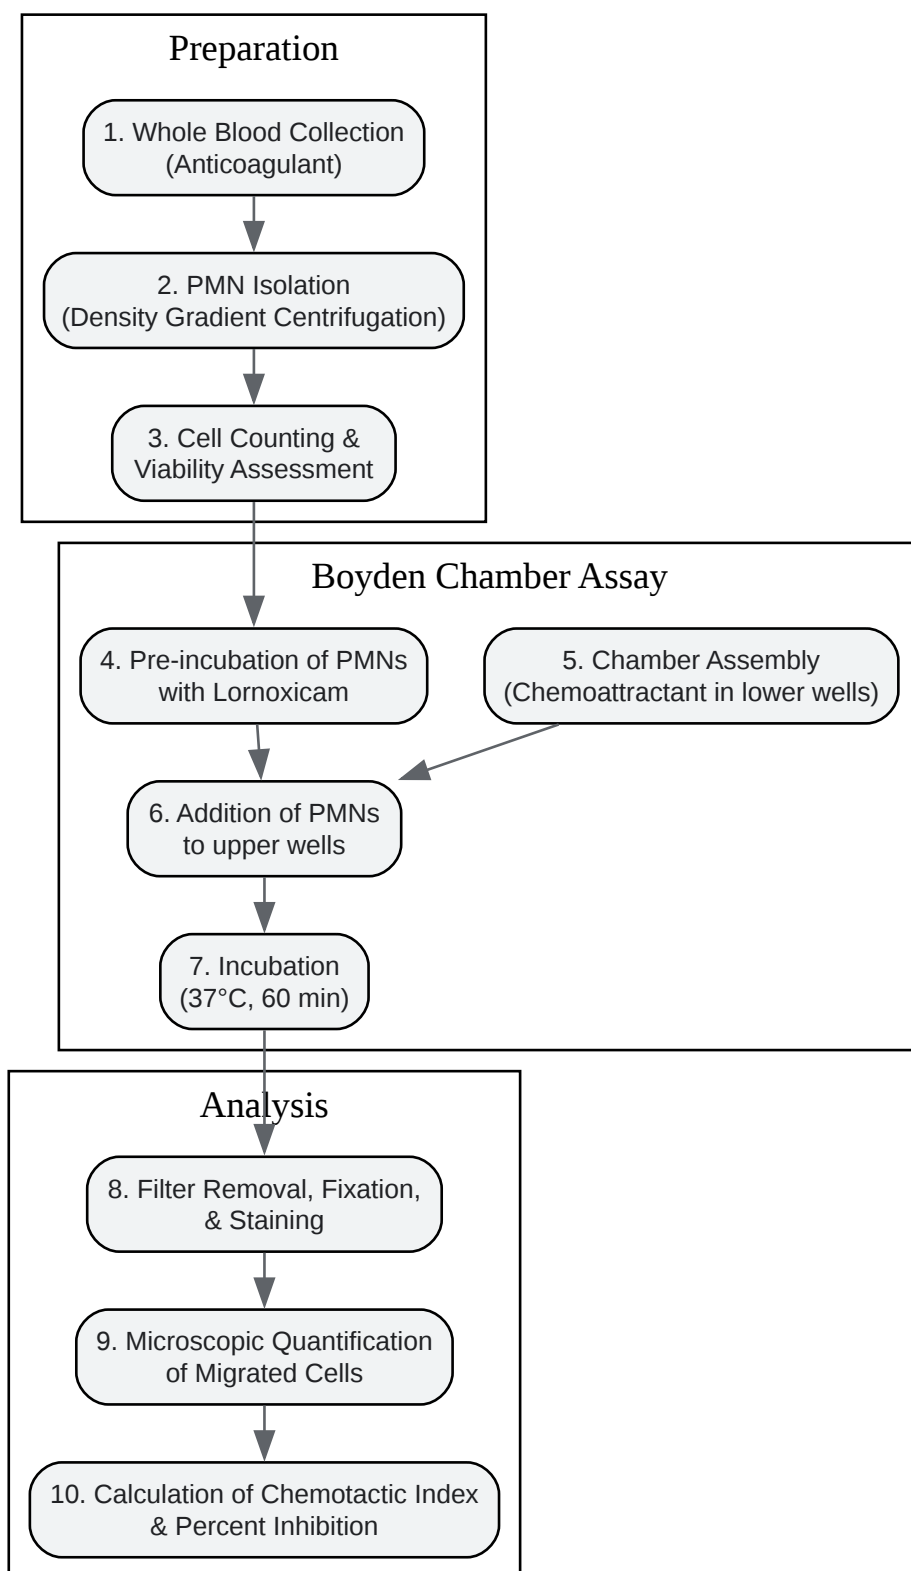 Preparation
1. Whole Blood Collection
(Anticoagulant)
2. PMN Isolation
(Density Gradient Centrifugation)
3. Cell Counting &
Viability Assessment
Boyden Chamber Assay
4. Pre-incubation of PMNs
with Lornoxicam
5. Chamber Assembly
(Chemoattractant in lower wells)
6. Addition of PMNs
to upper wells
7. Incubation
(37°C, 60 min)
Analysis
8. Filter Removal, Fixation,
& Staining
9. Microscopic Quantification
of Migrated Cells
10. Calculation of Chemotactic Index
& Percent Inhibition